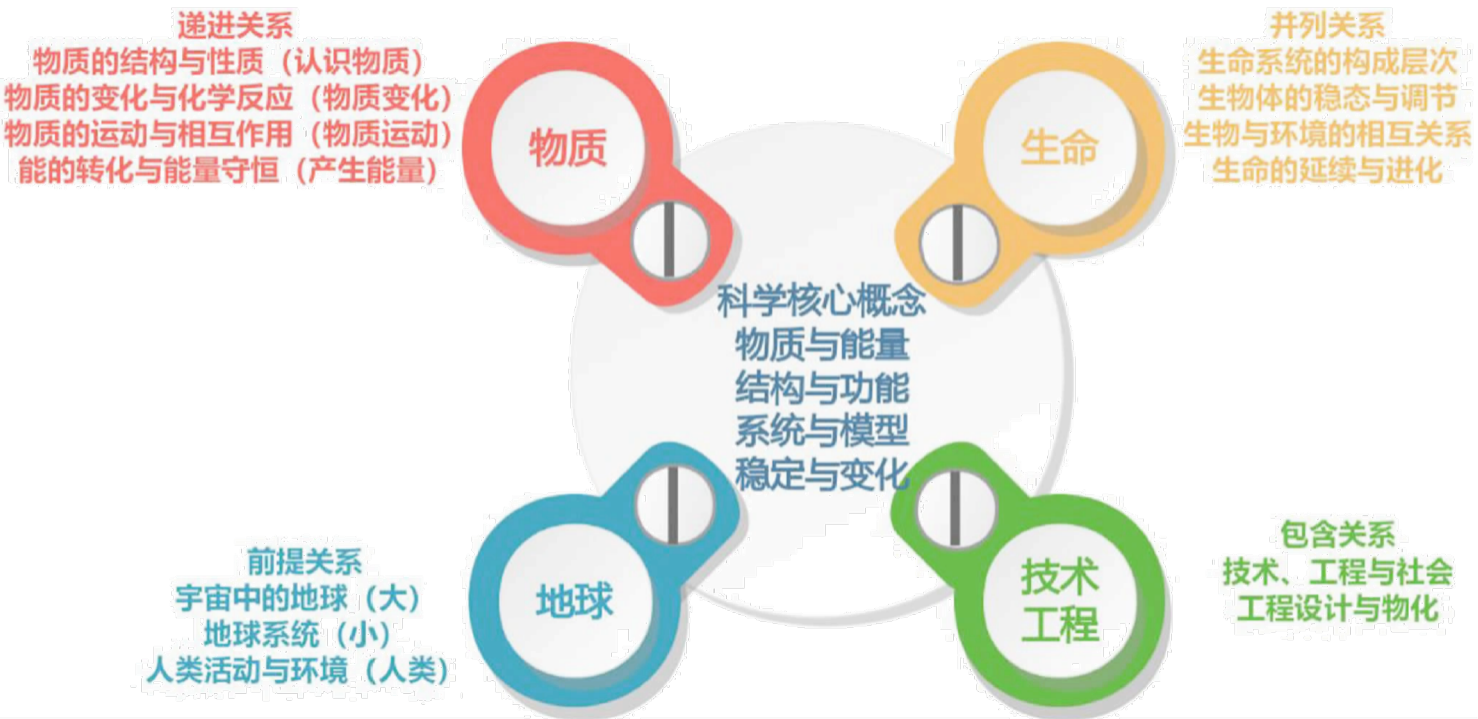 递进关系
物质的结构与性质（认识物质）
物质的变化与化学反应（物质变化）
物质的运动与相互作用（物质运动）
能的转化与能量守恒（产生能量）
物质
并列关系
生命系统的构成层次
生物体的稳态与调节
生物与环境的相互关系
生命的延续与进化
生命
科学核心概念
物质与能量
结构与功能
系统与模型
稳定与变化
前提关系
宇宙中的地球（大）
地球系统（小）
人类活动与环境（人类）
地球
技术
工程
包含关系
技术、工程与社会
工程设计与物化